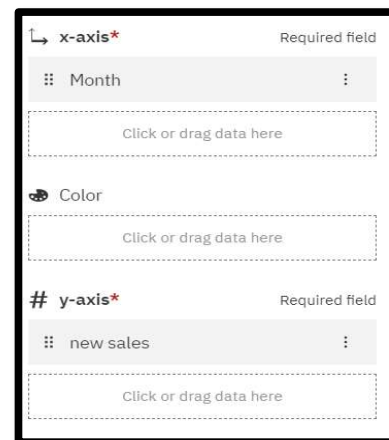 x-axis* Required field
Month
Click or drag data here
Color
Click or drag data here
# y-axis* Required field
new sales
Click or drag data here